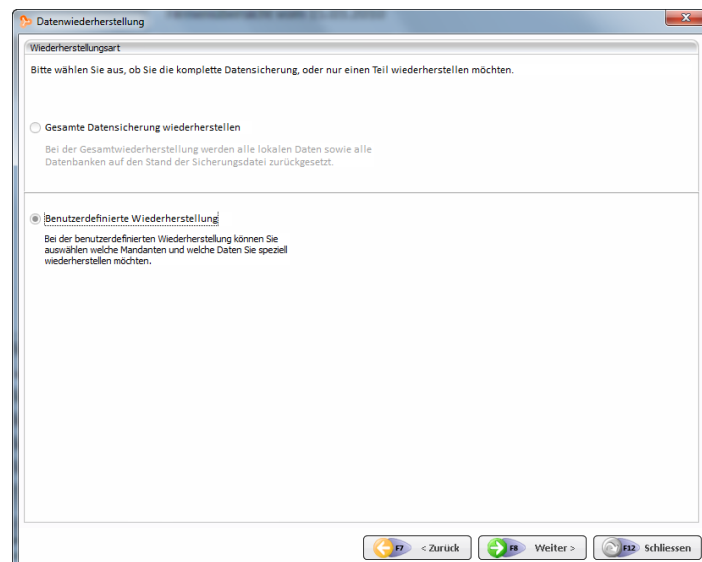 Datenwiederherstellung
Wiederherstellungsart
Bitte wählen Sie aus, ob Sie die komplette Datensicherung, oder nur einen Teil wiederherstellen möchten.
Gesamte Datensicherung wiederherstellen
Bei der Gesamtwiederherstellung werden alle lokalen Daten sowie alle
Datenbanken auf den Stand der Sicherungsdatei zurückgesetzt.
Benutzerdefinierte Wiederherstellung
Bei der benutzerdefinierten Wiederherstellung können Sie
auswählen welche Mandanten und welche Daten Sie speziell
wiederherstellen möchten.
F7 < Zurück F8 Weiter > F12 Schliessen